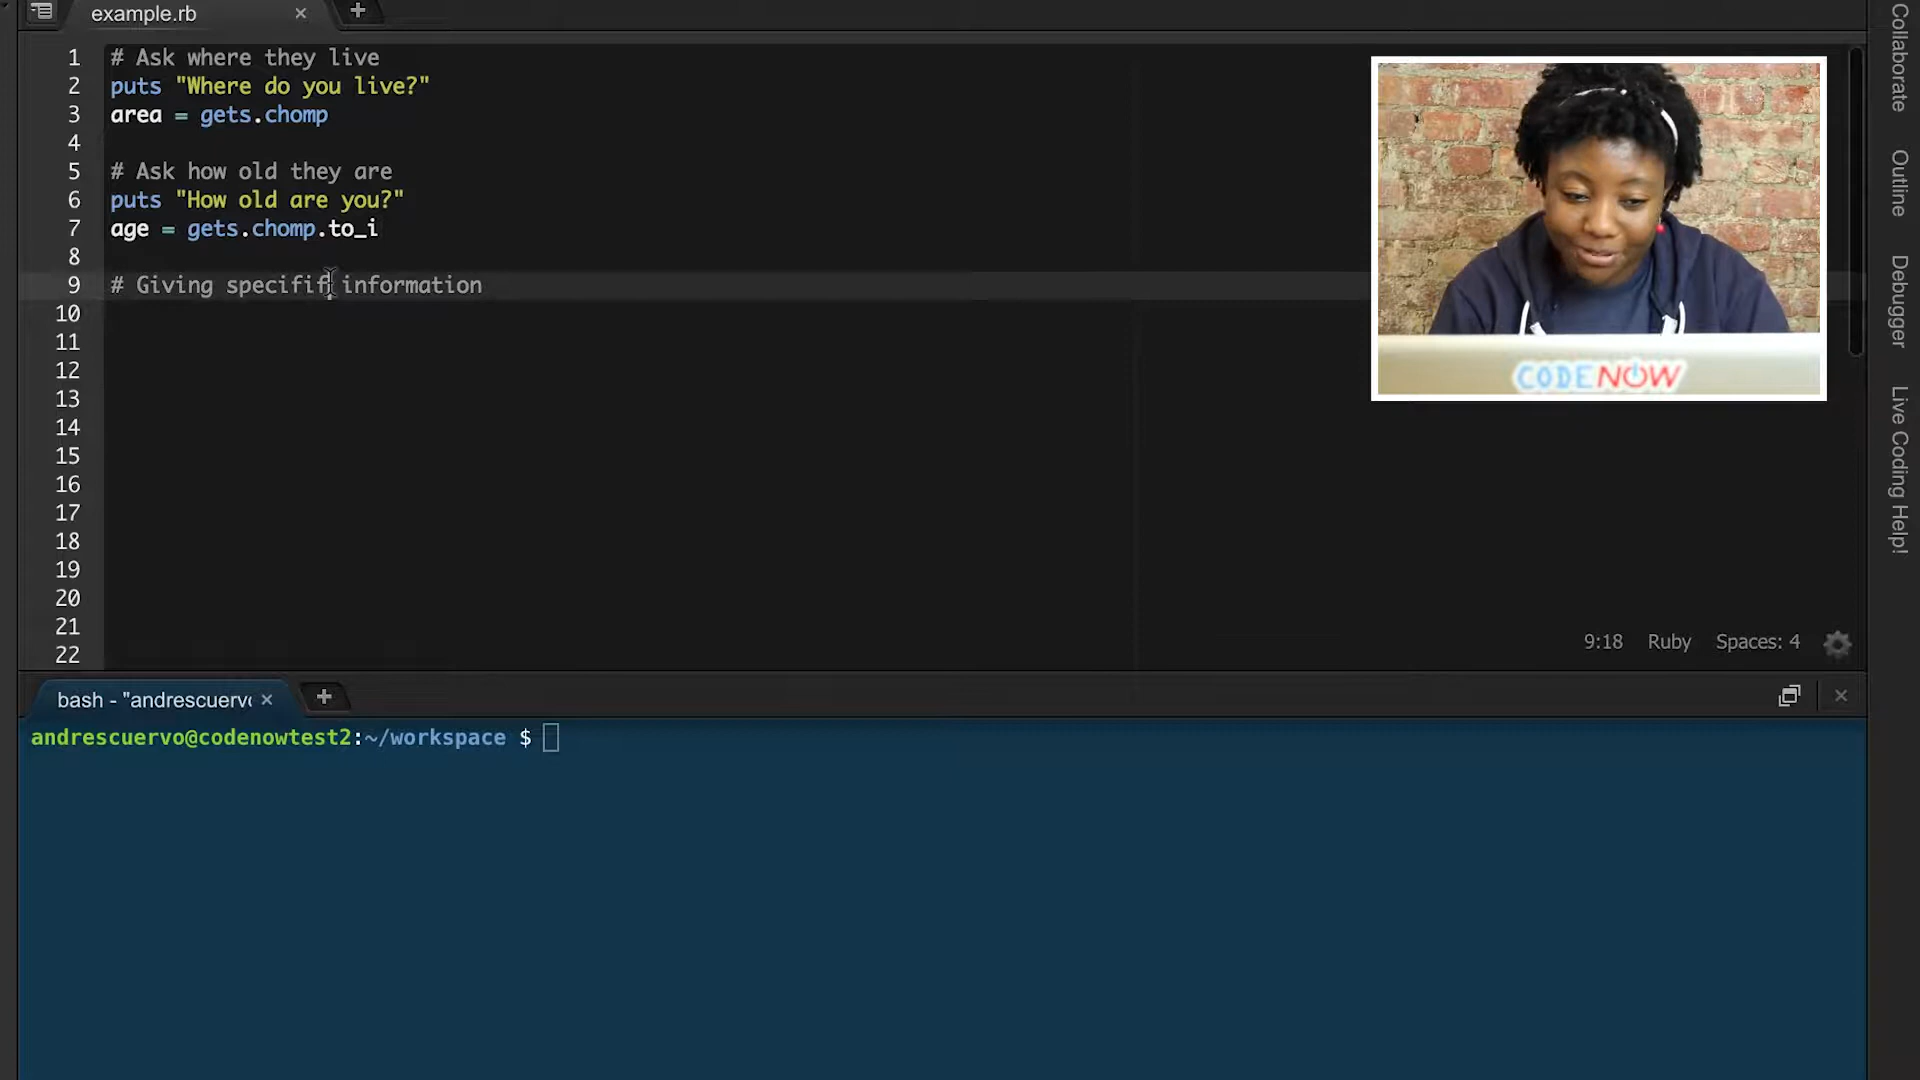 example.rb
1 # Ask where they live
2 puts "Where do you live?"
3 area = gets.chomp
4
5 # Ask how old they are
6 puts "How old are you?"
7 age = gets.chomp.to_i
8
9 # Giving specifif information
10
11
12
13
14
15
16
17
18
19
20
21
22
9:18 Ruby Spaces: 4
CODENOW
Collaborate
Outline
Debugger
Live Coding Help!
bash - "andrescuervo
andrescuervo@codenowtest2:~/workspace $